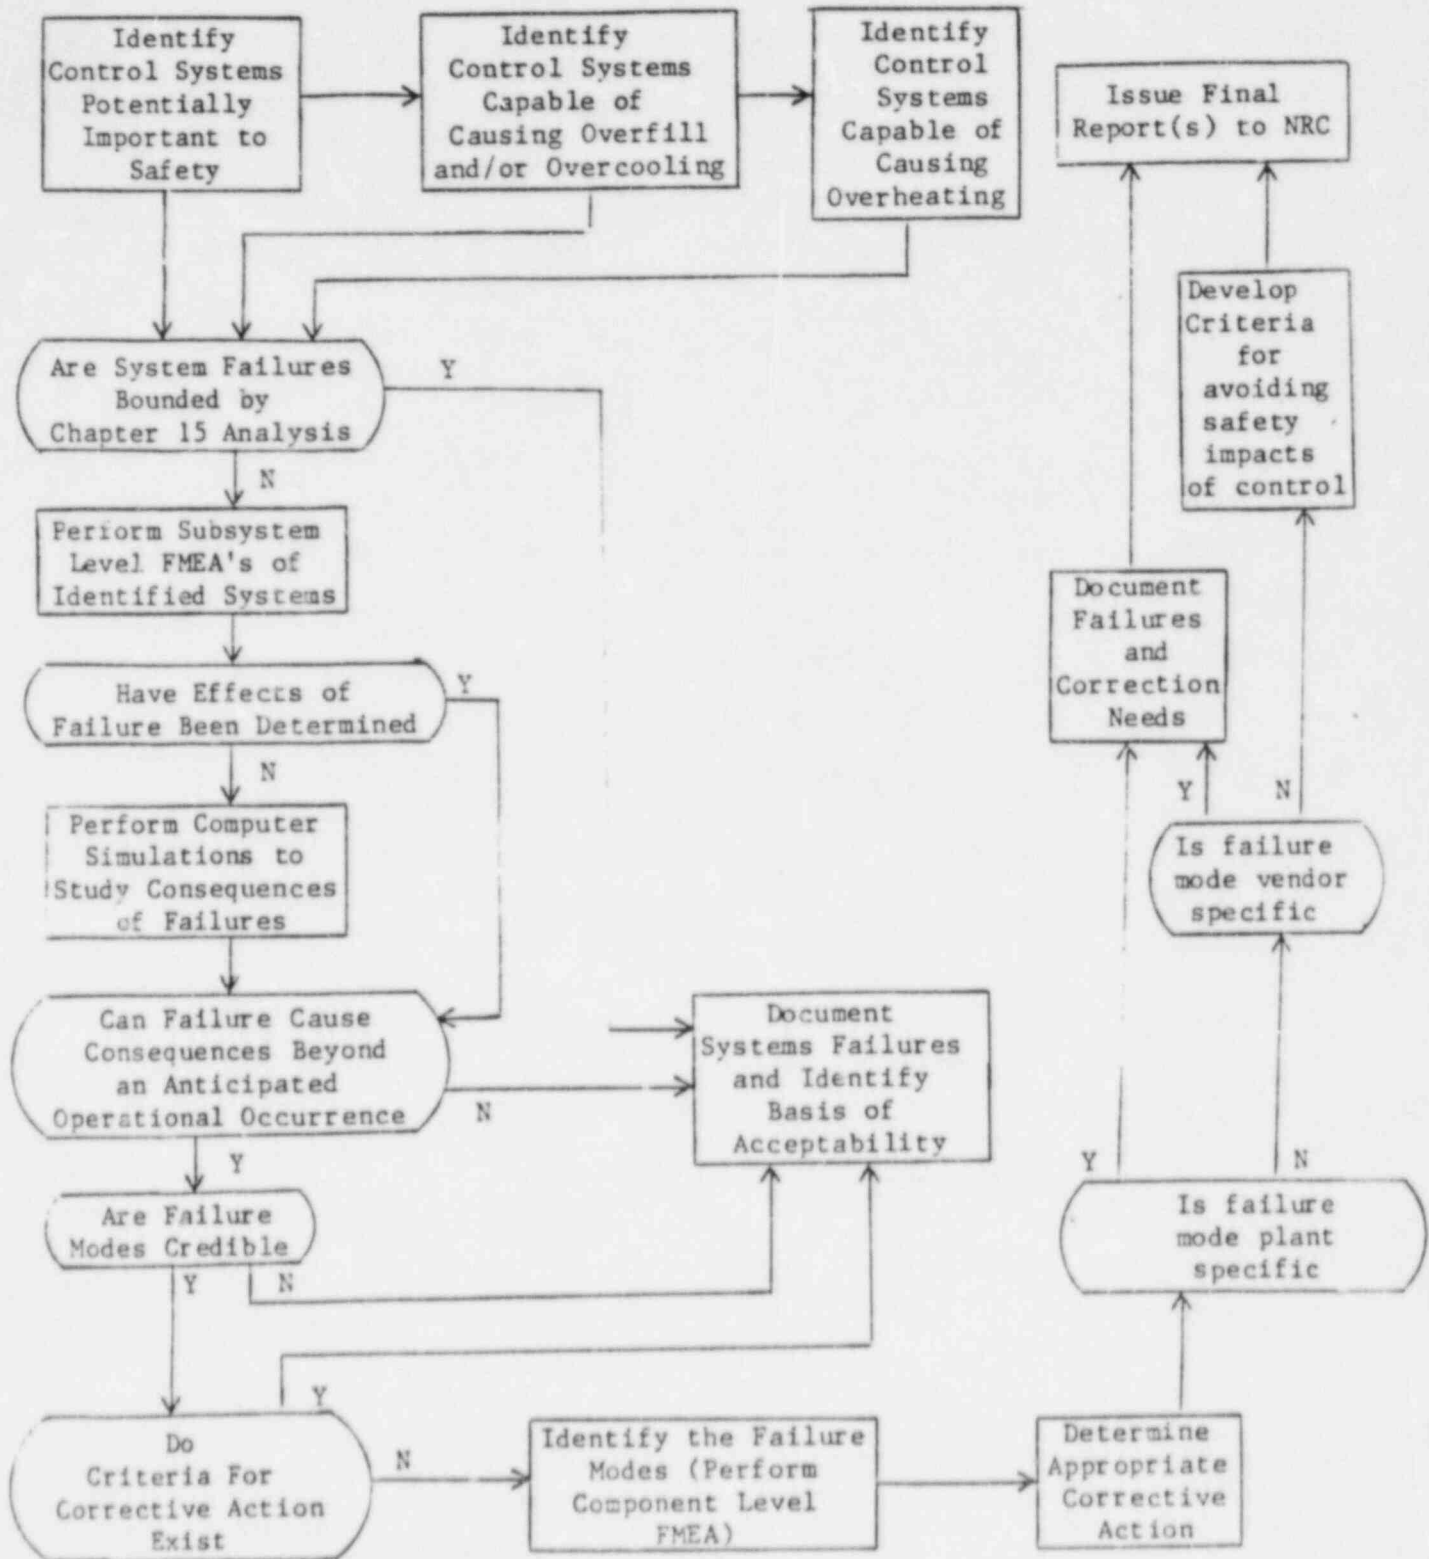 Identify
Control Systems
Potentially
Important to
Safety
Identify
Control Systems
Capable of
Causing Overfill
and/or Overcooling
Identify
Control
Systems
Capable of
Causing
Overheating
Issue Final
Report(s) to NRC
Are System Failures
Bounded by
Chapter 15 Analysis
Y
N
Perform Subsystem
Level FMEA's of
Identified Systems
Have Effects of
Failure Been Determined
Y
N
Perform Computer
Simulations to
Study Consequences
of Failures
Can Failure Cause
Consequences Beyond
an Anticipated
Operational Occurrence
N
Y
Document
Systems Failures
and Identify
Basis of
Acceptability
Are Failure
Modes Credible
Y
N
Do
Criteria For
Corrective Action
Exist
Y
N
Identify the Failure
Modes (Perform
Component Level
FMEA)
Determine
Appropriate
Corrective
Action
Is failure
mode plant
specific
Y
N
Is failure
mode vendor
specific
Y
N
Document
Failures
and
Correction
Needs
Develop
Criteria
for
avoiding
safety
impacts
of control